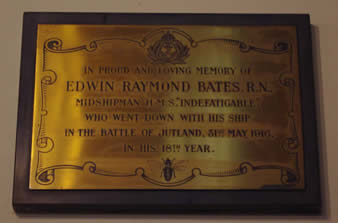 IN PROUD AND LOVING MEMORY OF
EDWIN RAYMOND BATES. R.N.
MIDSHIPMAN H.M.S. "INDEFATIGABLE"
WHO WENT DOWN WITH HIS SHIP
IN THE BATTLE OF JUTLAND, 31ST MAY 1916.
IN HIS 18TH YEAR.